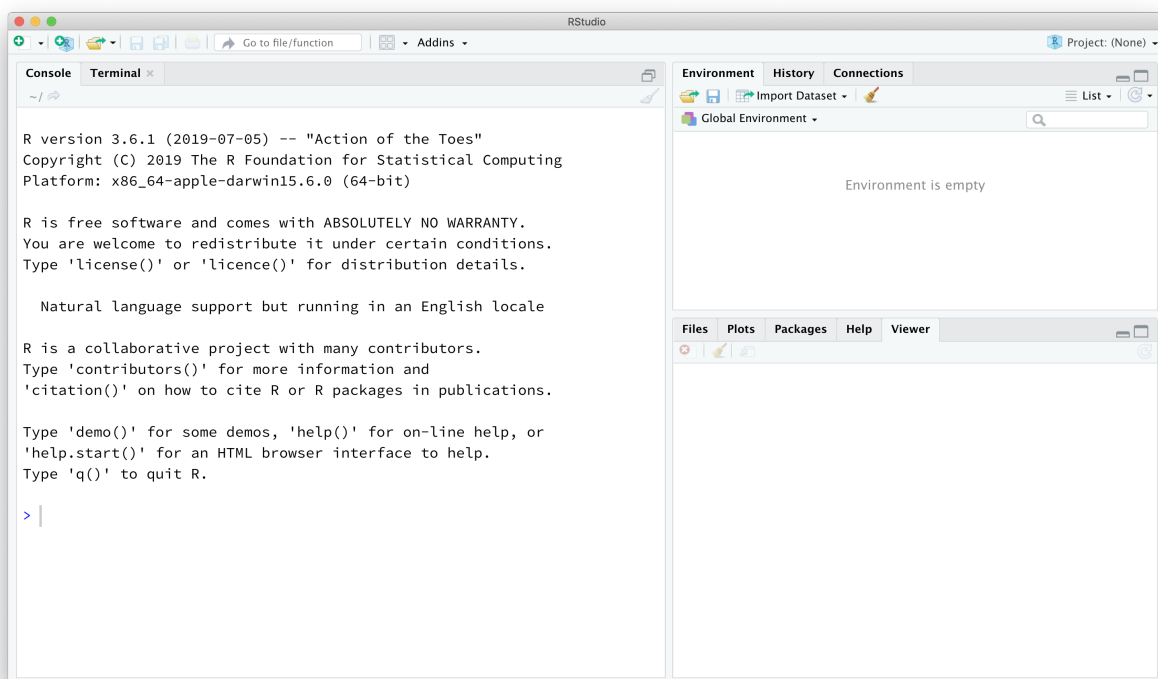 RStudio
Go to file/function
Addins
Project: (None)
Console
Terminal
~/
R version 3.6.1 (2019-07-05) -- "Action of the Toes"
Copyright (C) 2019 The R Foundation for Statistical Computing
Platform: x86_64-apple-darwin15.6.0 (64-bit)
R is free software and comes with ABSOLUTELY NO WARRANTY.
You are welcome to redistribute it under certain conditions.
Type 'license()' or 'licence()' for distribution details.
Natural language support but running in an English locale
R is a collaborative project with many contributors.
Type 'contributors()' for more information and
'citation()' on how to cite R or R packages in publications.
Type 'demo()' for some demos, 'help()' for on-line help, or
'help.start()' for an HTML browser interface to help.
Type 'q()' to quit R.
>
Environment
History
Connections
Import Dataset
List
Global Environment
Environment is empty
Files
Plots
Packages
Help
Viewer